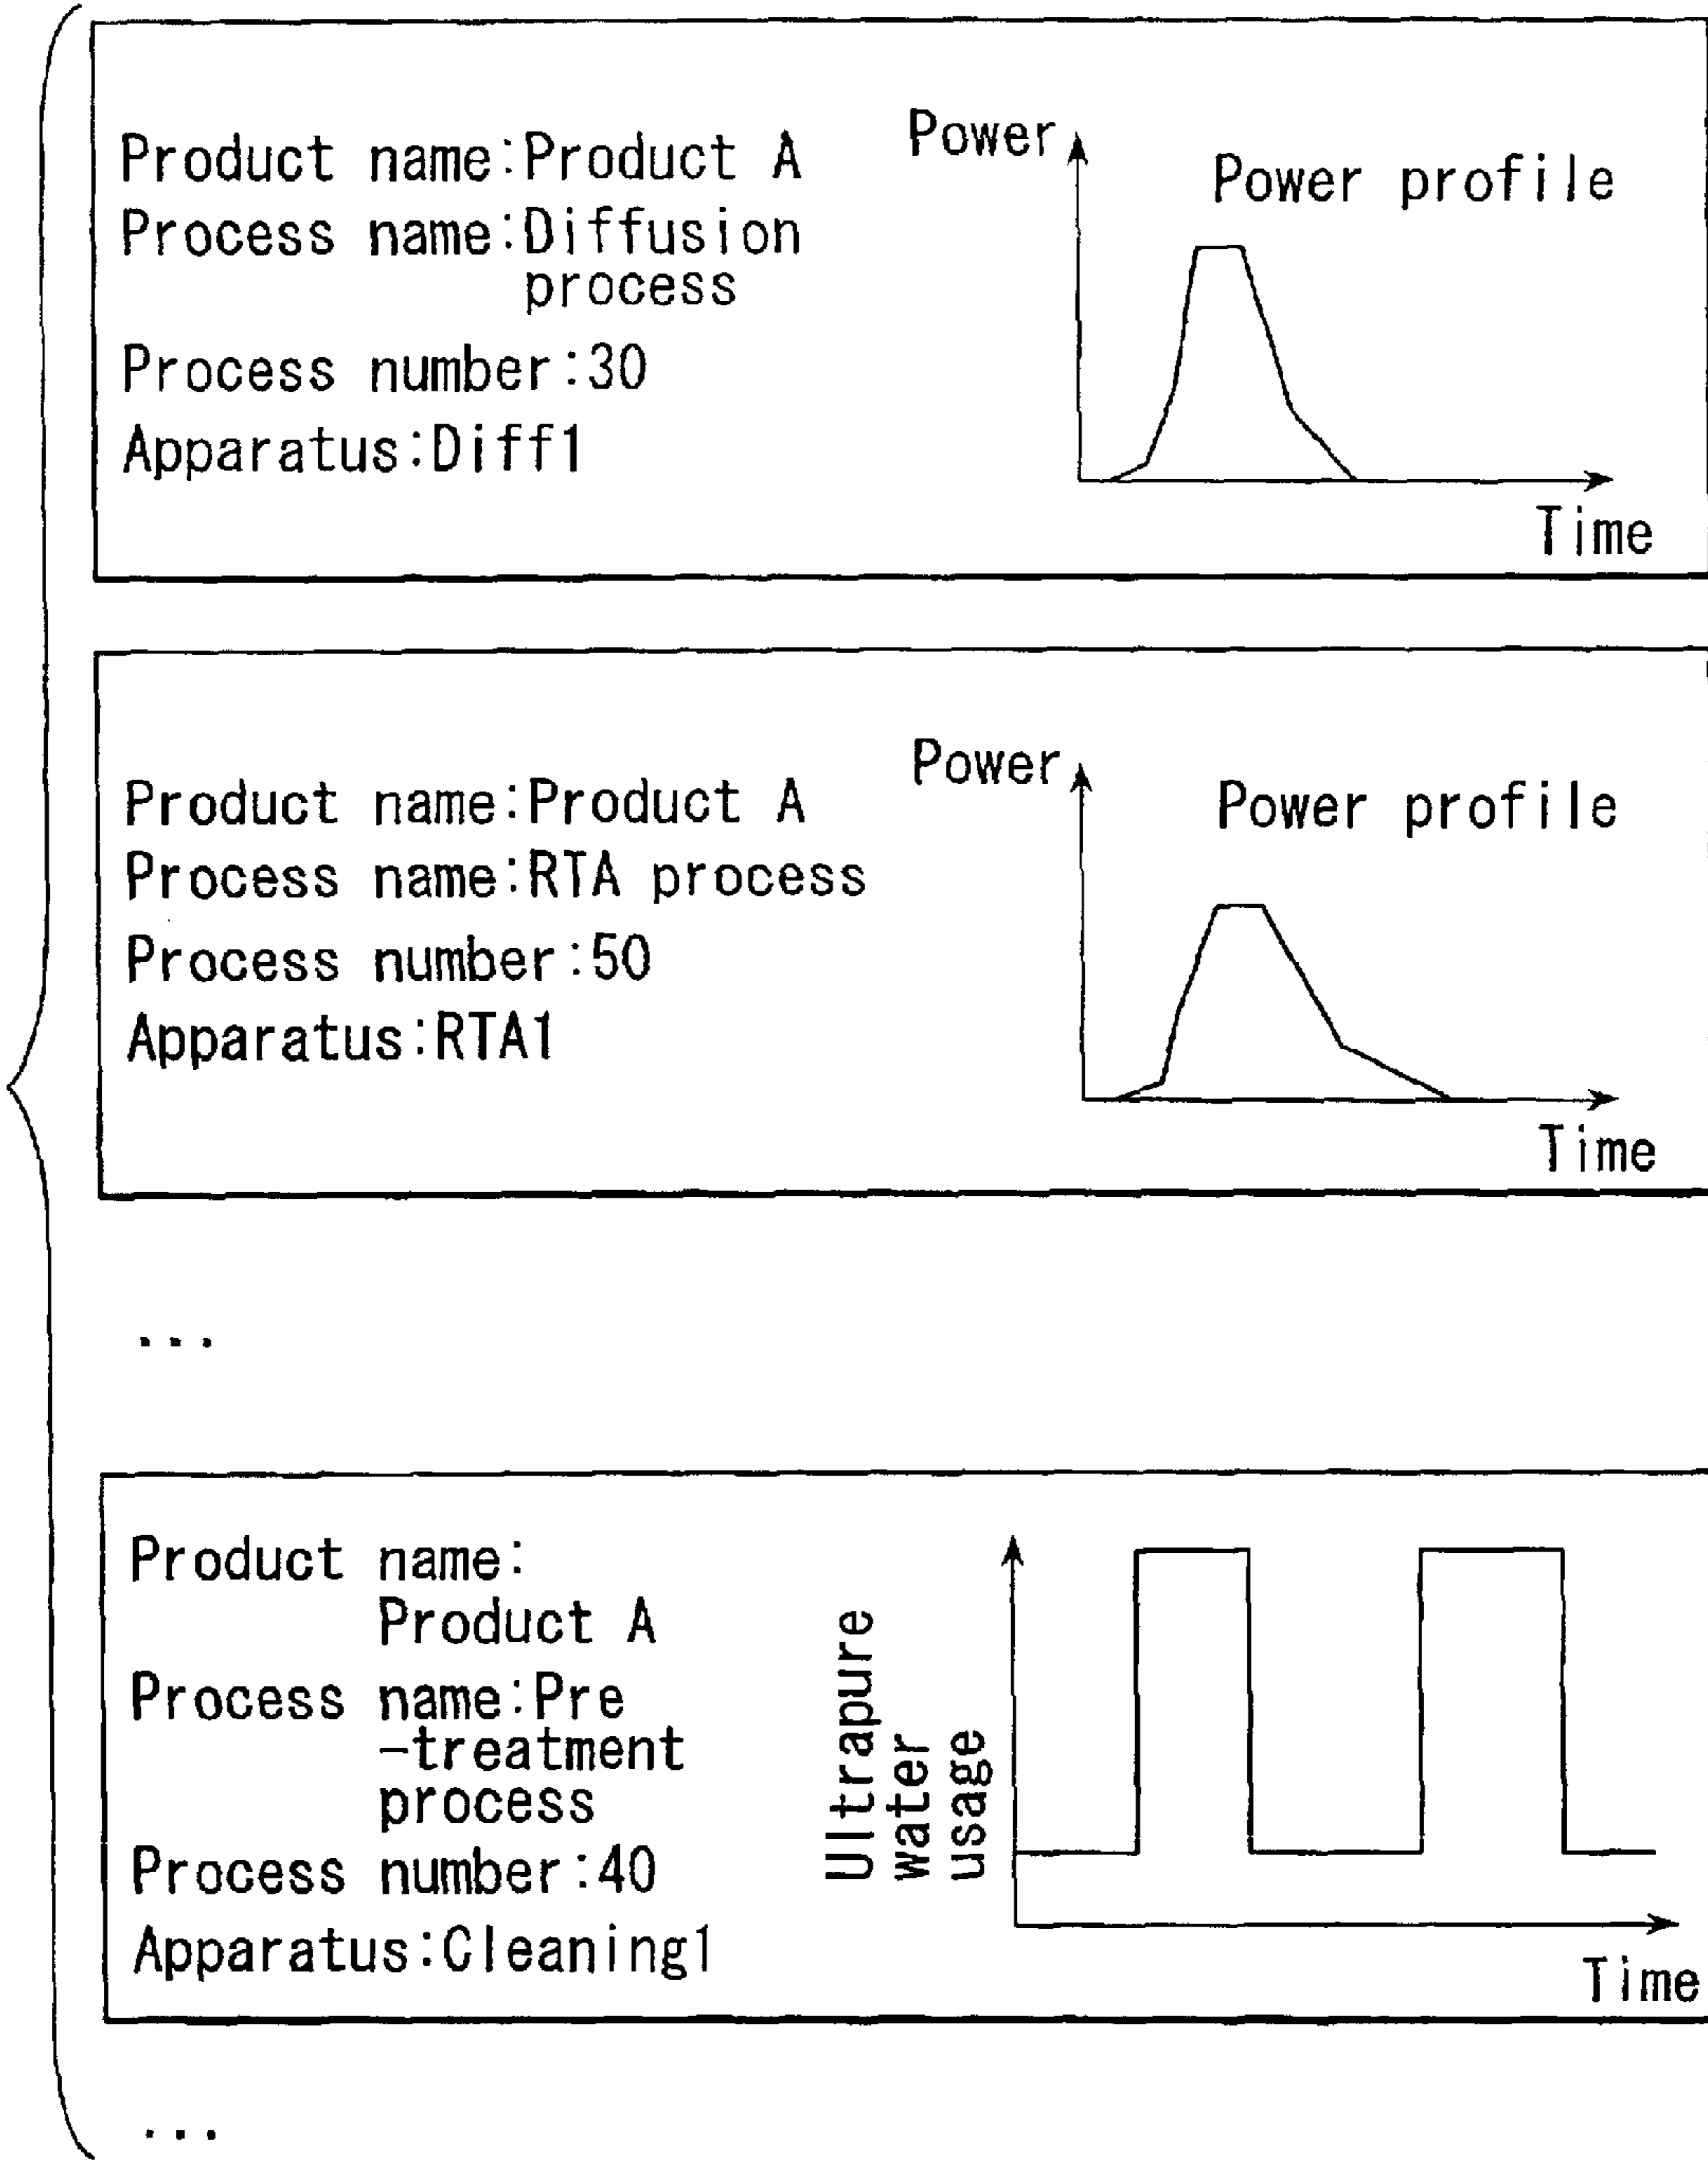 Product name:Product A
Process name:Diffusion
process
Process number:30
Apparatus:Diff1
Power
Power profile
Time
Product name:Product A
Process name:RTA process
Process number:50
Apparatus:RTA1
Power
Power profile
Time
...
Product name:
Product A
Process name:Pre
-treatment
process
Process number:40
Apparatus:Cleaning1
Ultrapure
water
usage
Time
...